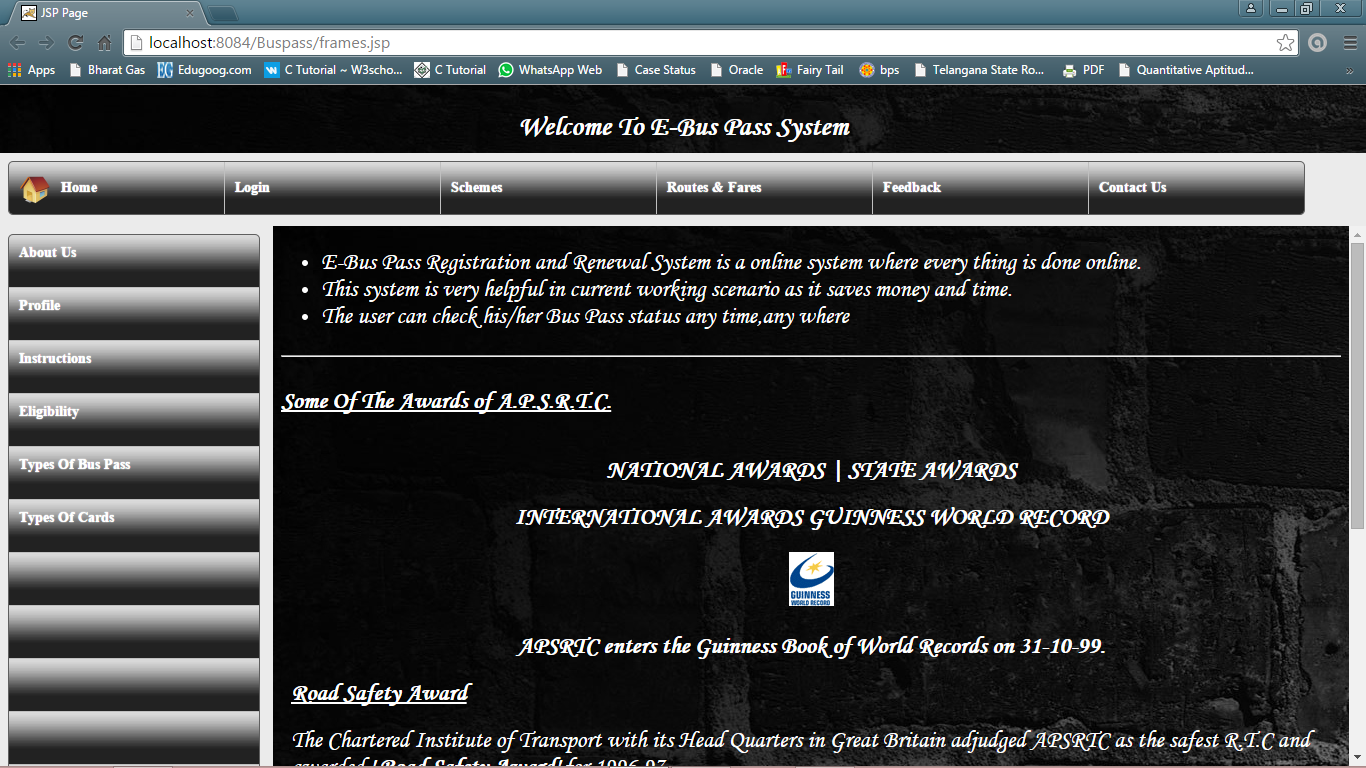 JSP Page
localhost:8084/Buspass/frames.jsp
Apps Bharat Gas Edugoog.com C Tutorial ~ W3scho... C Tutorial WhatsApp Web Case Status Oracle Fairy Tail bps Telangana State Ro... PDF Quantitative Aptitud... »
Welcome To E-Bus Pass System
Home Login Schemes Routes & Fares Feedback Contact Us
About Us
Profile
Instructions
Eligibility
Types Of Bus Pass
Types Of Cards
• E-Bus Pass Registration and Renewal System is a online system where every thing is done online.
• This system is very helpful in current working scenario as it saves money and time.
• The user can check his/her Bus Pass status any time,any where
Some Of The Awards of A.P.S.R.T.C.
NATIONAL AWARDS | STATE AWARDS
INTERNATIONAL AWARDS GUINNESS WORLD RECORD
GUINNESS
WORLD RECORD
APSRTC enters the Guinness Book of World Records on 31-10-99.
Road Safety Award
The Chartered Institute of Transport with its Head Quarters in Great Britain adjudged APSRTC as the safest R.T.C and
awarded 'Road Safety Award' for 1996-97.